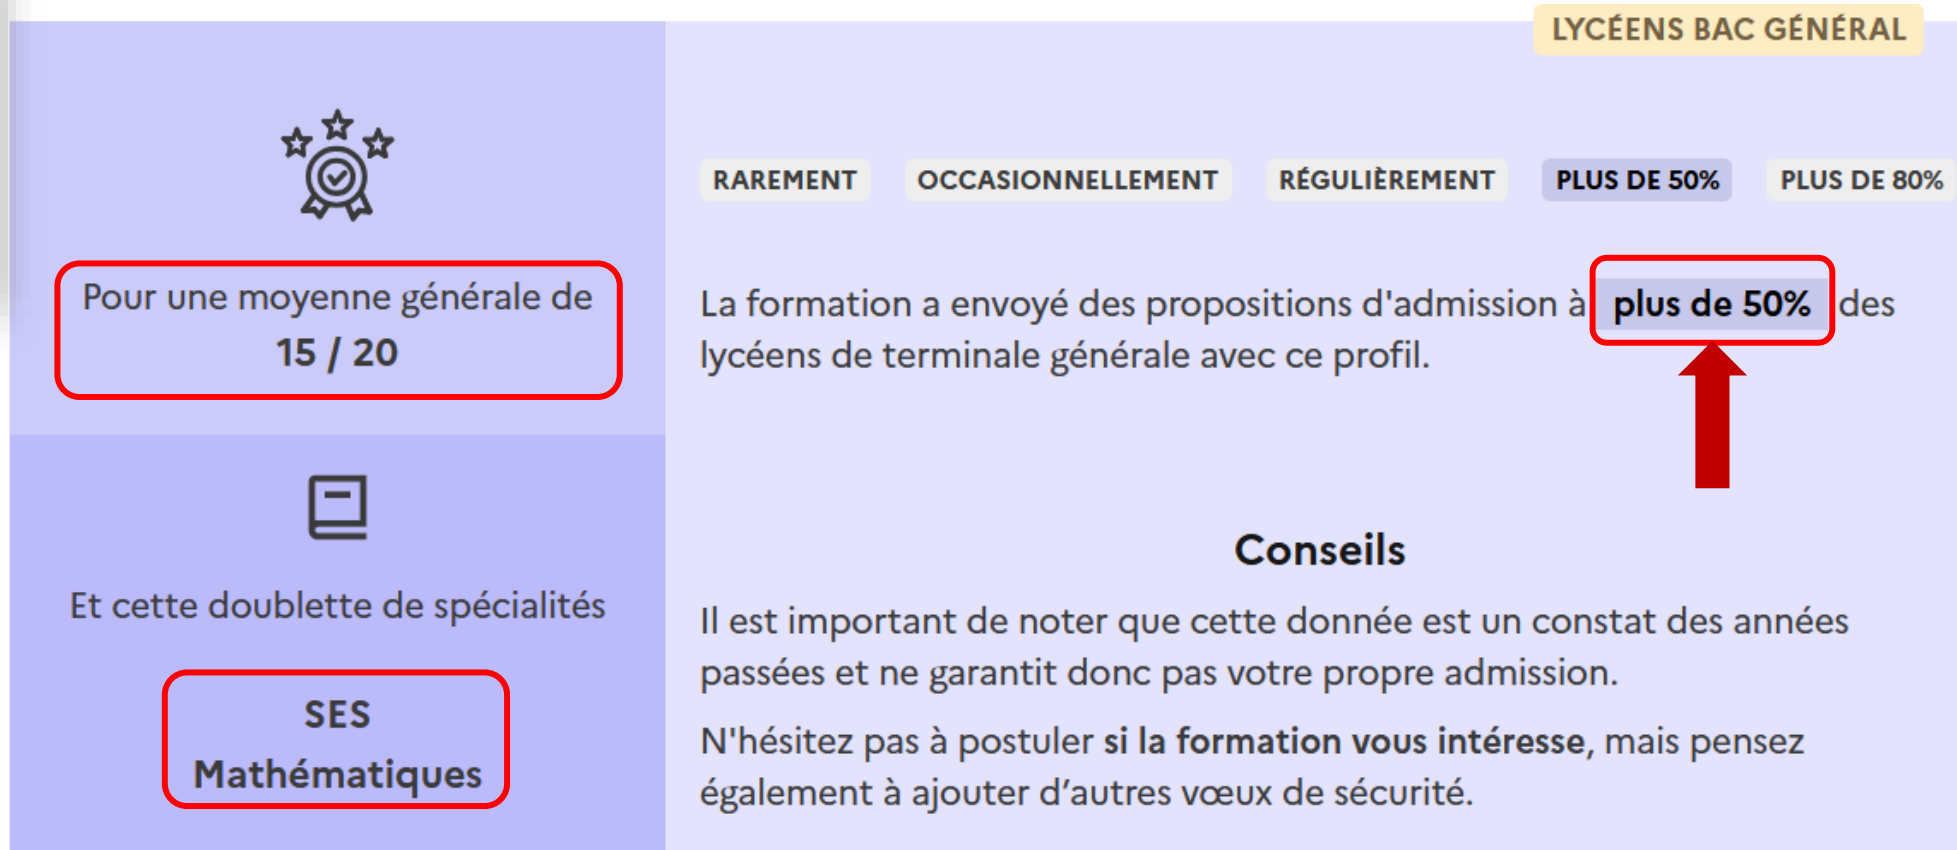 LYCÉENS BAC GÉNÉRAL
RAREMENT OCCASIONNELLEMENT RÉGULIÈREMENT PLUS DE 50% PLUS DE 80%
Pour une moyenne générale de
15 / 20
La formation a envoyé des propositions d'admission à plus de 50% des
lycéens de terminale générale avec ce profil.
Et cette doublette de spécialités
SES
Mathématiques
Conseils
Il est important de noter que cette donnée est un constat des années
passées et ne garantit donc pas votre propre admission.
N'hésitez pas à postuler si la formation vous intéresse, mais pensez
également à ajouter d’autres vœux de sécurité.